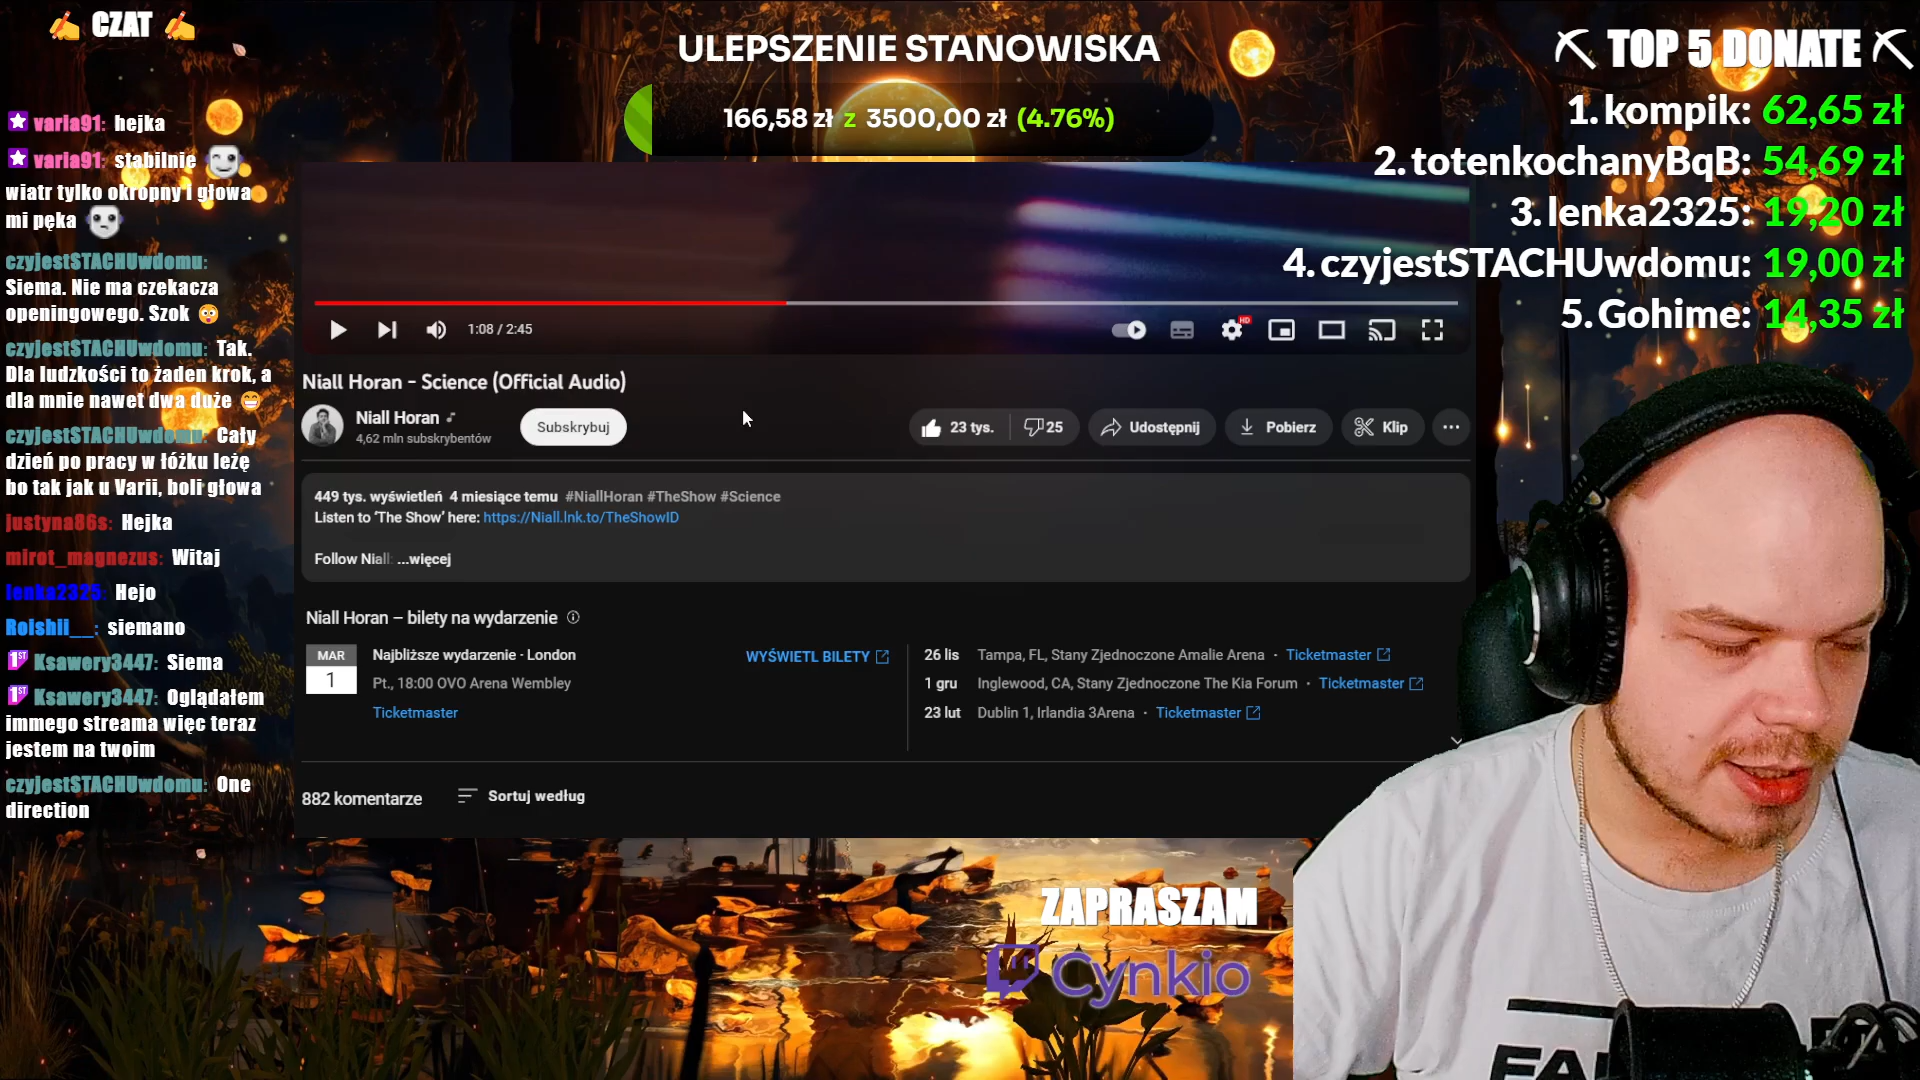 CZAT
varia91: hejka
varia91: stabilnie
wiatr tylko okropny i głowa
mi pęka
czyjestSTACHUwdomu:
Siema. Nie ma czekacza
openingowego. Szok
czyjestSTACHUwdomu: Tak.
Dla ludzkości to żaden krok, a
dla mnie nawet dwa duże
czyjestSTACHUwdomu: Cały
dzień po pracy w łóżku leżę
bo tak jak u Varii, boli głowa
justyna86s: Hejka
mirot_magnezus: Witaj
lenka2325: Hejo
Roishii__: siemano
1ST Ksawery3447: Siema
1ST Ksawery3447: Oglądałem
immego streama więc teraz
jestem na twoim
czyjestSTACHUwdomu: One
direction
ULEPSZENIE STANOWISKA
166,58 zł z 3500,00 zł (4.76%)
TOP 5 DONATE
1. kompik: 62,65 zł
2. totenkochanyBqB: 54,69 zł
3. lenka2325: 19,20 zł
4. czyjestSTACHUwdomu: 19,00 zł
5. Gohime: 14,35 zł
1:08 / 2:45
HD
Niall Horan - Science (Official Audio)
Niall Horan
4,62 mln subskrybentów
Subskrybuj
23 tys.
25
Udostępnij
Pobierz
Klip
449 tys. wyświetleń 4 miesiące temu #NiallHoran #TheShow #Science
Listen to ‘The Show’ here: https://Niall.lnk.to/TheShowID
Follow Niall: ...więcej
Niall Horan – bilety na wydarzenie
MAR
1
Najbliższe wydarzenie · London
Pt., 18:00 OVO Arena Wembley
Ticketmaster
WYŚWIETL BILETY
26 lis Tampa, FL, Stany Zjednoczone Amalie Arena · Ticketmaster
1 gru Inglewood, CA, Stany Zjednoczone The Kia Forum · Ticketmaster
23 lut Dublin 1, Irlandia 3Arena · Ticketmaster
882 komentarze
Sortuj według
ZAPRASZAM
Cynkio